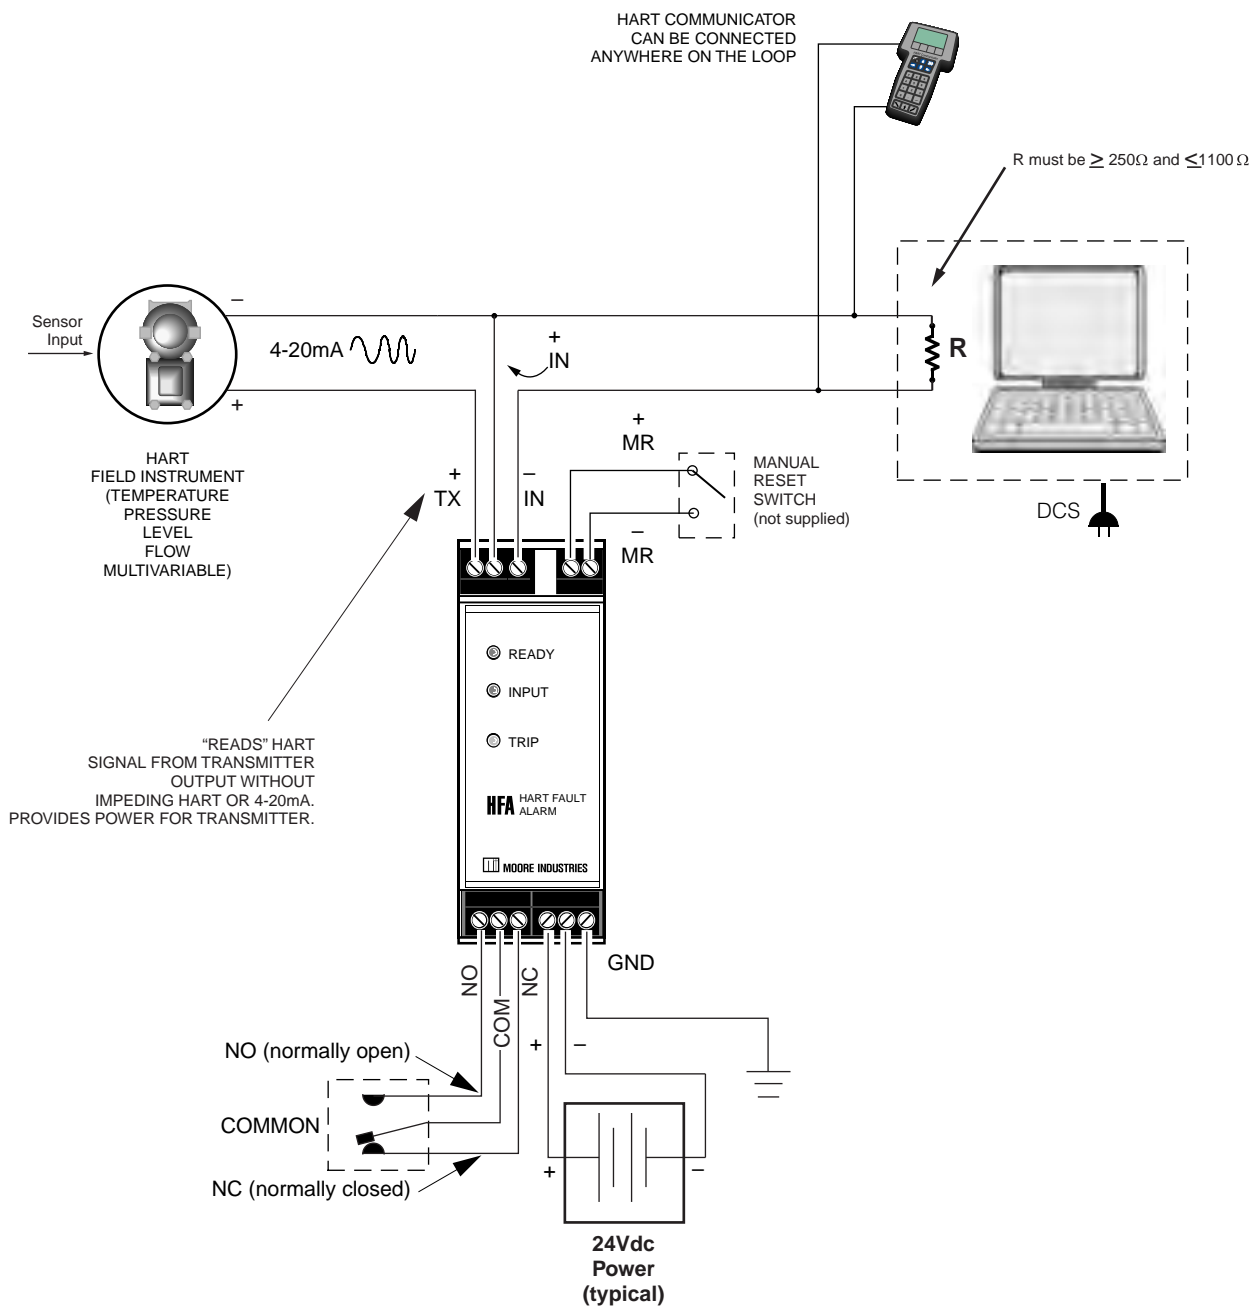 HART COMMUNICATOR
CAN BE CONNECTED
ANYWHERE ON THE LOOP
R must be ≥ 250Ω and ≤1100 Ω
Sensor
Input
–
+
4-20mA
+
IN
R
HART
FIELD INSTRUMENT
(TEMPERATURE
PRESSURE
LEVEL
FLOW
MULTIVARIABLE)
+
TX
–
IN
+
MR
–
MR
MANUAL
RESET
SWITCH
(not supplied)
DCS
"READS" HART
SIGNAL FROM TRANSMITTER
OUTPUT WITHOUT
IMPEDING HART OR 4-20mA.
PROVIDES POWER FOR TRANSMITTER.
READY
INPUT
TRIP
HFA HART FAULT
ALARM
MOORE INDUSTRIES
NO
COM
NC
+
–
GND
NO (normally open)
COMMON
NC (normally closed)
+
–
24Vdc
Power
(typical)